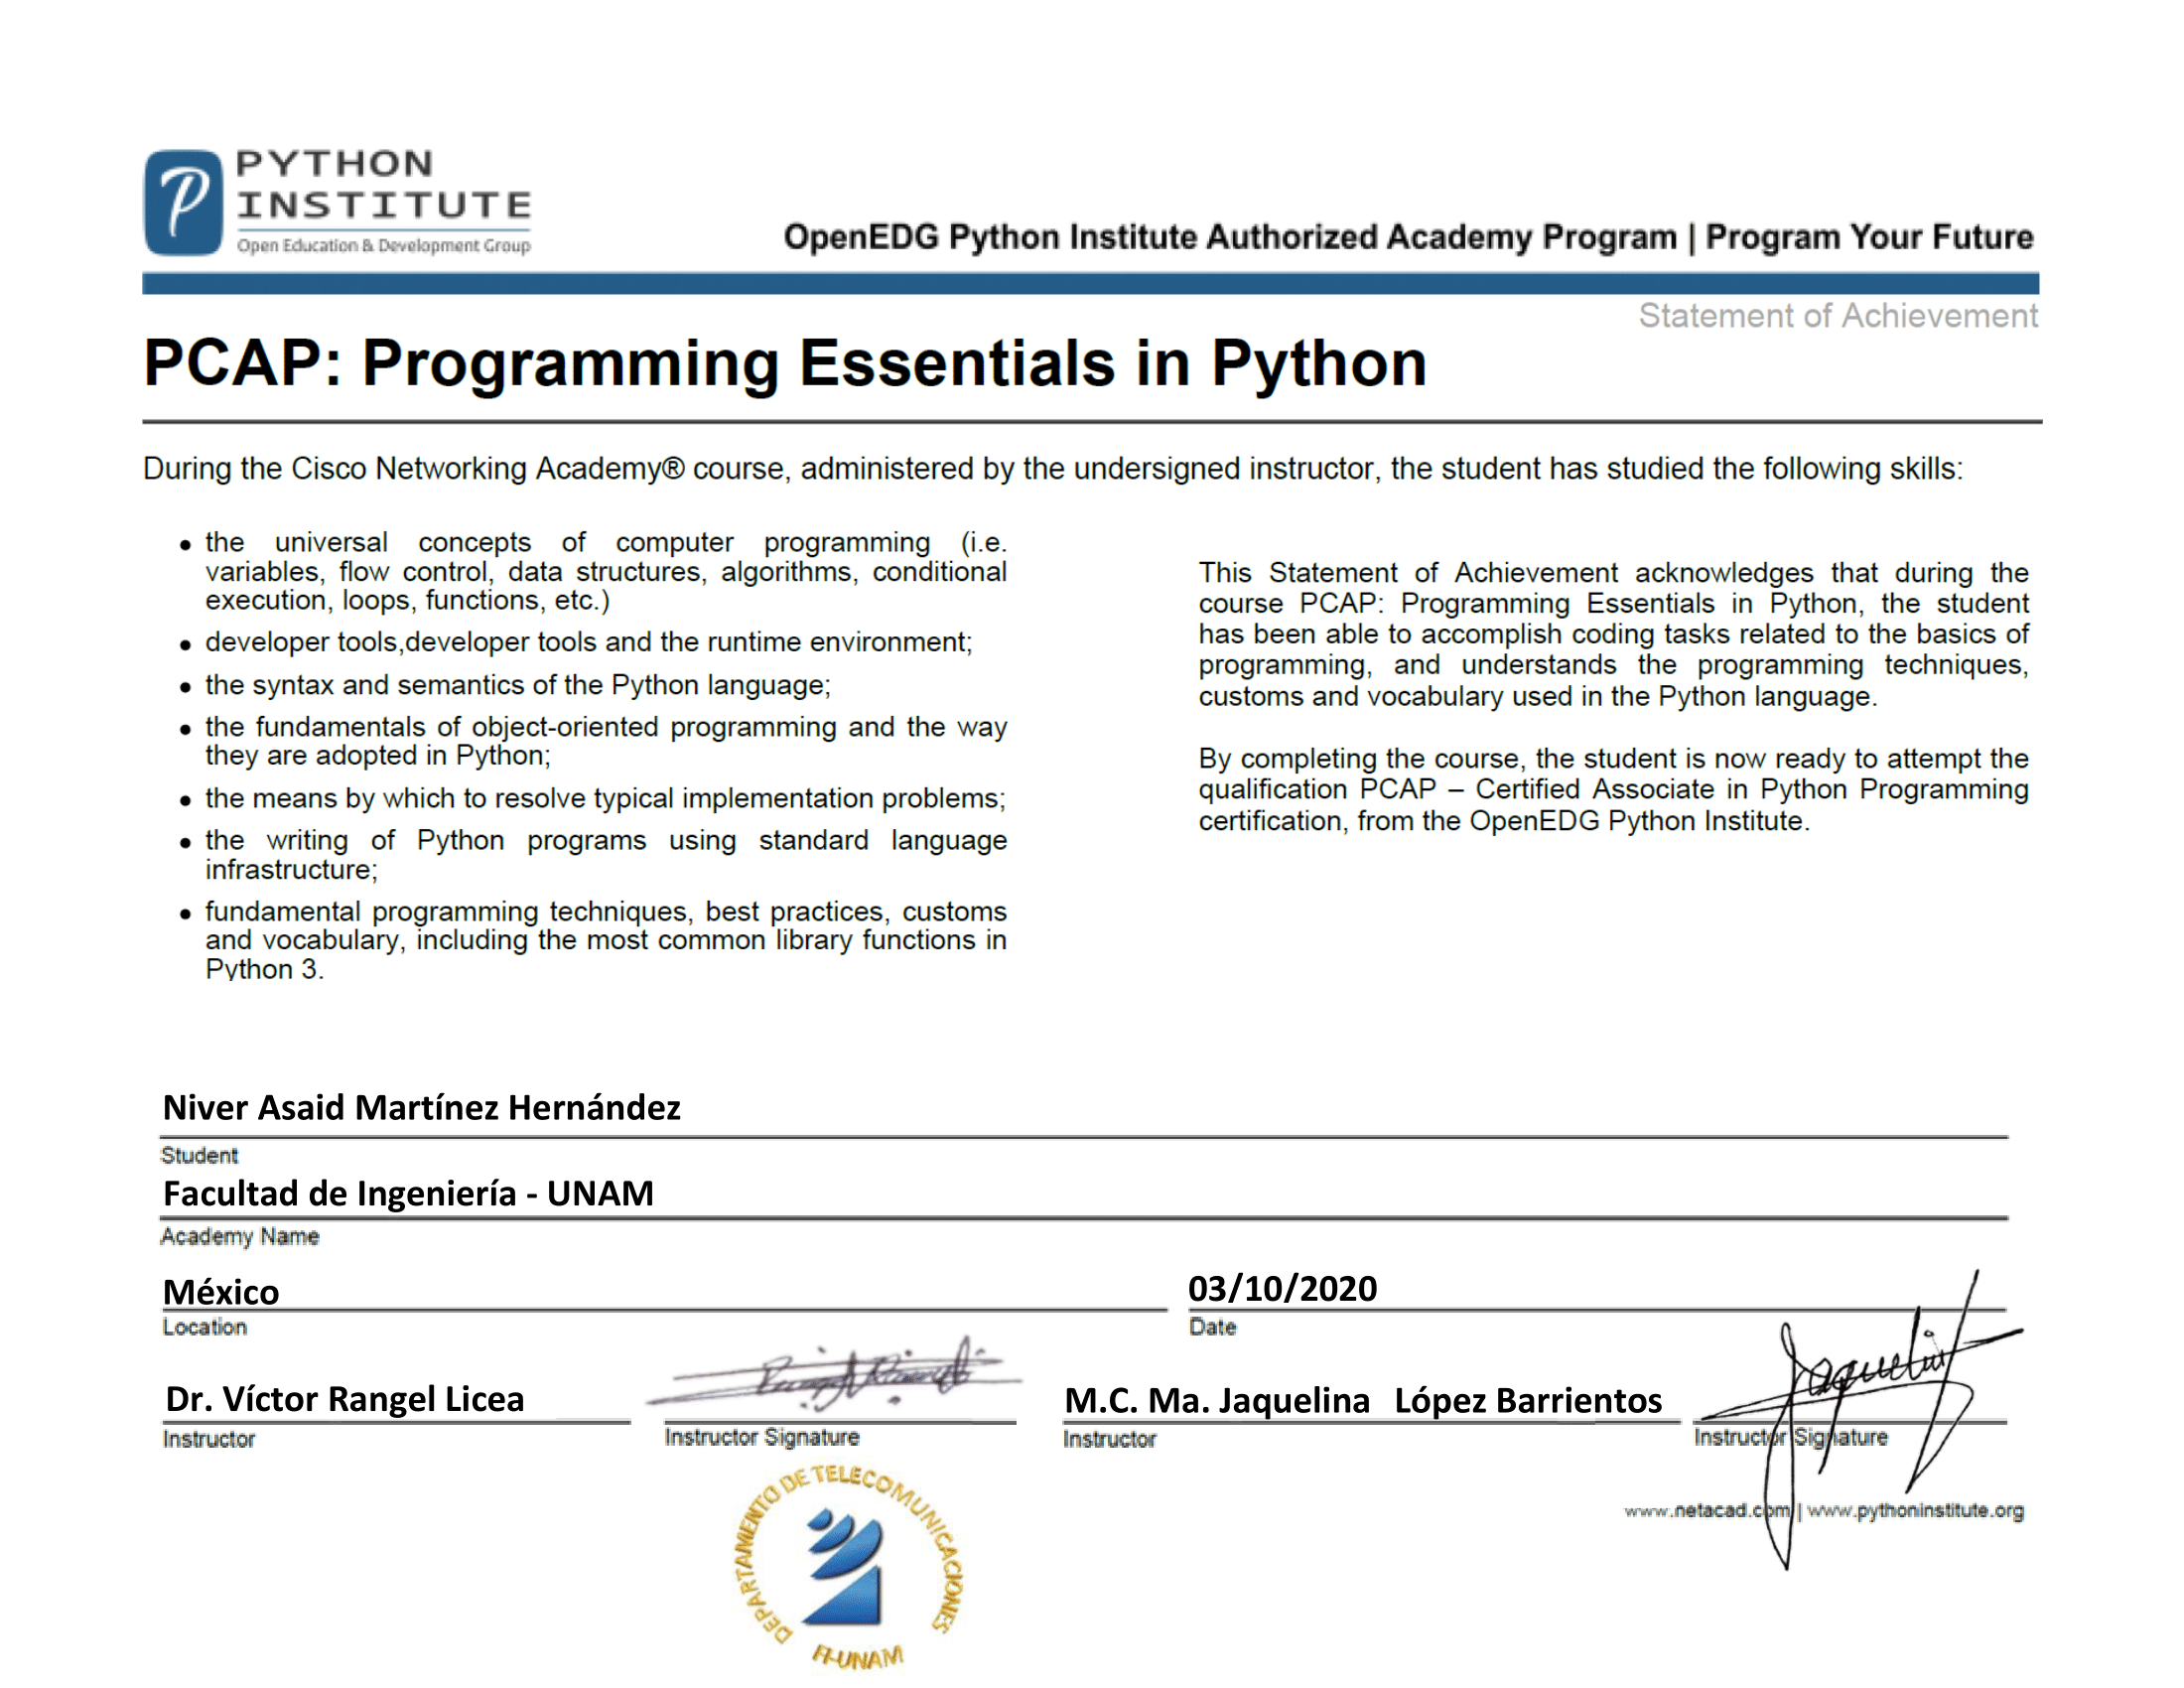 PYTHON
INSTITUTE
Open Education & Development Group
OpenEDG Python Institute Authorized Academy Program | Program Your Future
Statement of Achievement
PCAP: Programming Essentials in Python
During the Cisco Networking Academy® course, administered by the undersigned instructor, the student has studied the following skills:
• the universal concepts of computer programming (i.e.
variables, flow control, data structures, algorithms, conditional
execution, loops, functions, etc.)
• developer tools,developer tools and the runtime environment;
• the syntax and semantics of the Python language;
• the fundamentals of object-oriented programming and the way
they are adopted in Python;
• the means by which to resolve typical implementation problems;
• the writing of Python programs using standard language
infrastructure;
• fundamental programming techniques, best practices, customs
and vocabulary, including the most common library functions in
Python 3.
This Statement of Achievement acknowledges that during the
course PCAP: Programming Essentials in Python, the student
has been able to accomplish coding tasks related to the basics of
programming, and understands the programming techniques,
customs and vocabulary used in the Python language.
By completing the course, the student is now ready to attempt the
qualification PCAP – Certified Associate in Python Programming
certification, from the OpenEDG Python Institute.
Niver Asaid Martínez Hernández
Student
Facultad de Ingeniería - UNAM
Academy Name
México
Location
03/10/2020
Date
Dr. Víctor Rangel Licea
Instructor
Instructor Signature
M.C. Ma. Jaquelina López Barrientos
Instructor
Instructor Signature
www.netacad.com | www.pythoninstitute.org
DEPARTAMENTO DE TELECOMUNICACIONES
FI-UNAM